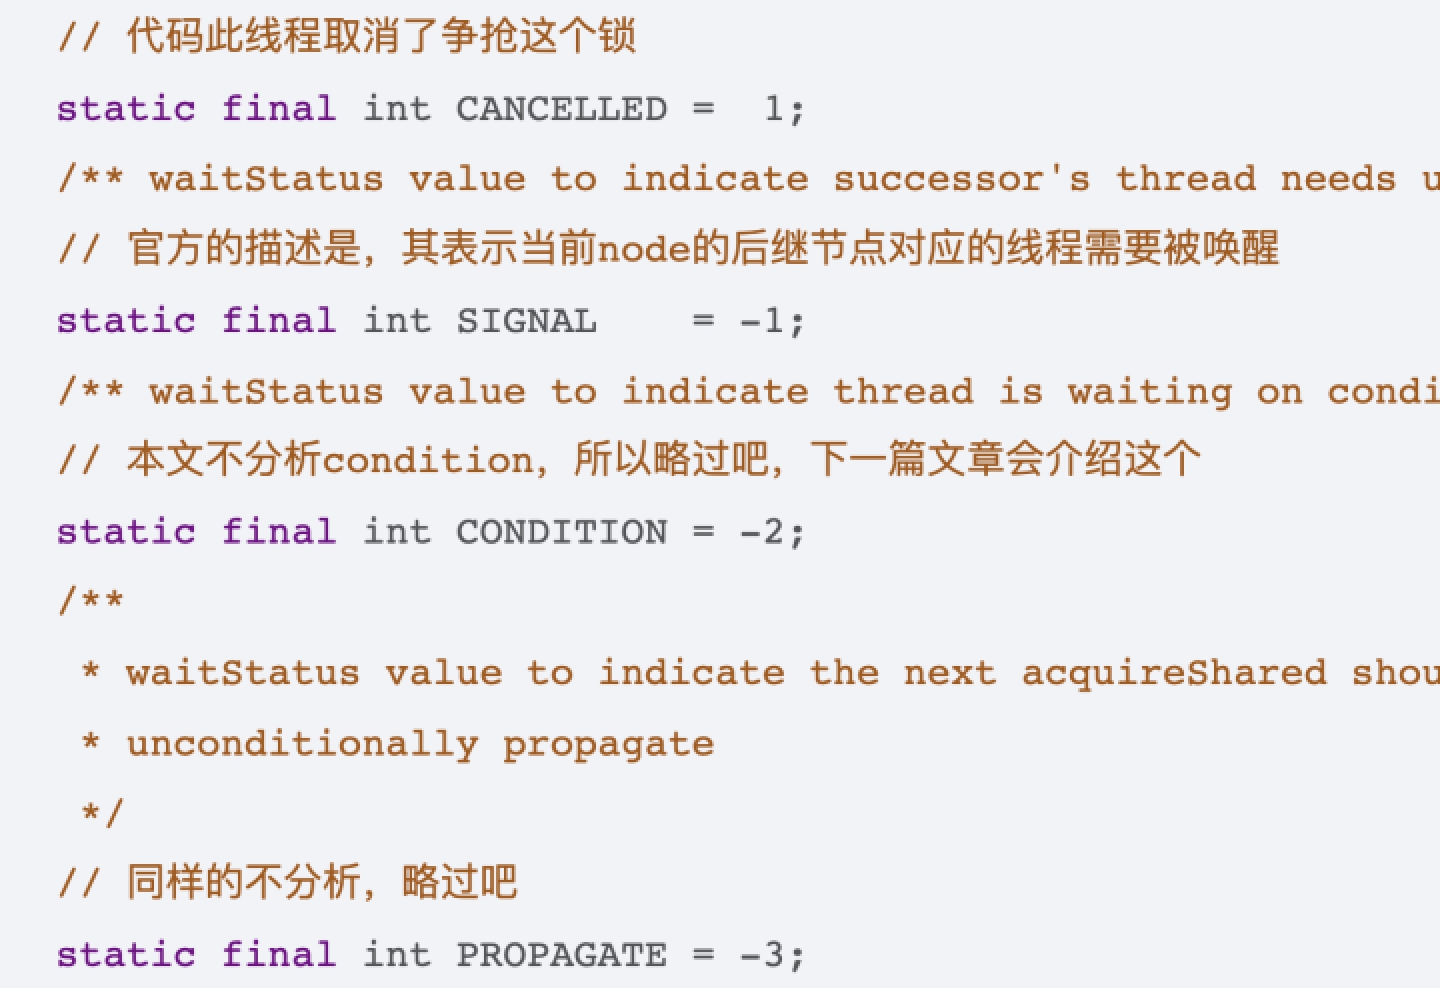 // 代码此线程取消了争抢这个锁
static final int CANCELLED =  1;
/** waitStatus value to indicate successor's thread needs
// 官方的描述是，其表示当前node的后继节点对应的线程需要被唤醒
static final int SIGNAL    = -1;
/** waitStatus value to indicate thread is waiting on
// 本文不分析condition，所以略过吧，下一篇文章会介绍这个
static final int CONDITION = -2;
/**
 * waitStatus value to indicate the next acquireShared
 * unconditionally propagate
 */
// 同样的不分析，略过吧
static final int PROPAGATE = -3;